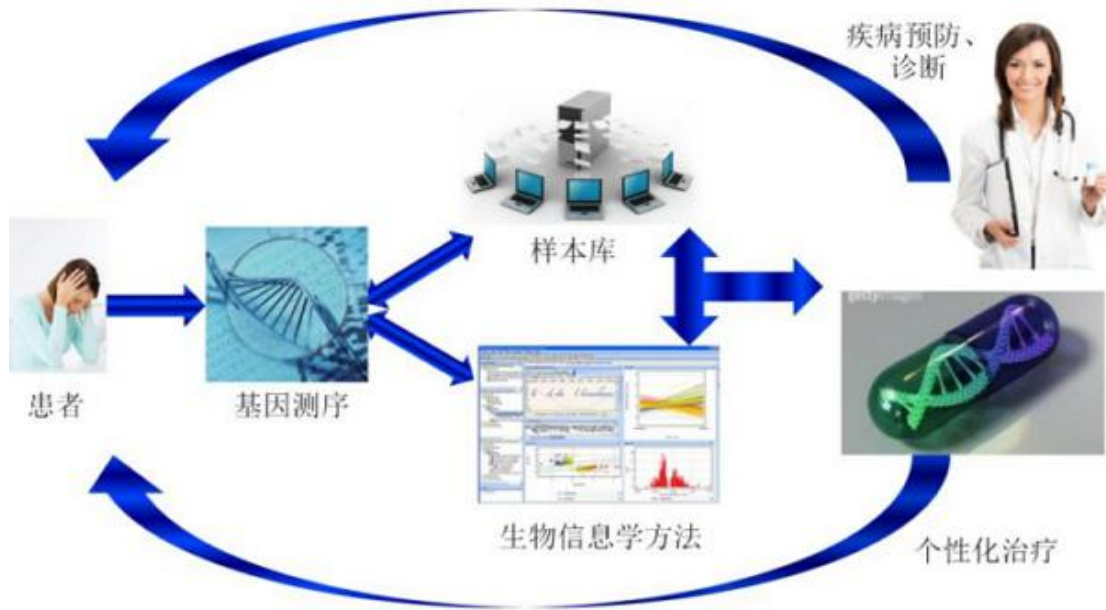 疾病预防、
诊断
样本库
患者
基因测序
生物信息学方法
个性化治疗